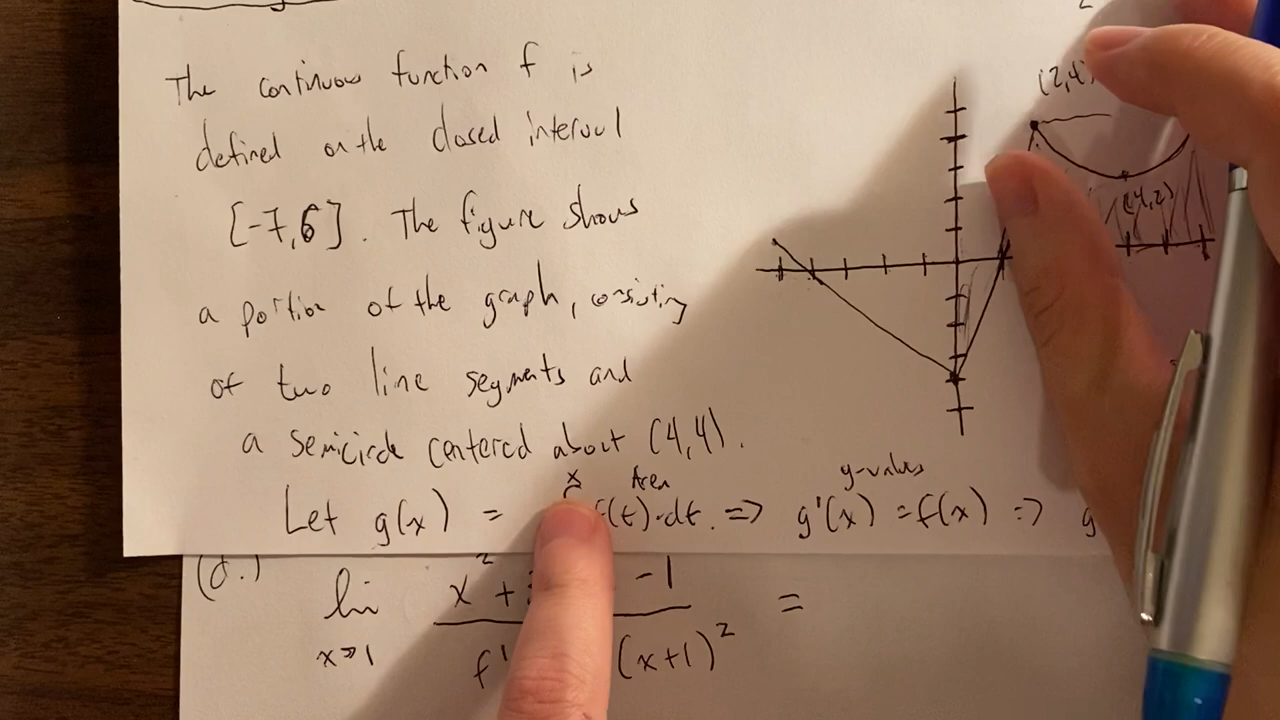 The continuous function f is
defined on the closed interval
[-7,6]. The figure shows
a portion of the graph, consisting
of two line segments and
a semicircle centered about (4,4).
x Area y-values
Let g(x) = f(t)·dt. => g'(x) = f(x) => g
(d.)
lim x² + -1 =
x→1 f' (x+1)²
(2,4)
(4,2)